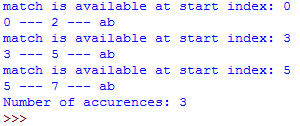 match is available at start index: 0
0 --- 2 --- ab
match is available at start index: 3
3 --- 5 --- ab
match is available at start index: 5
5 --- 7 --- ab
Number of accurences: 3
>>>